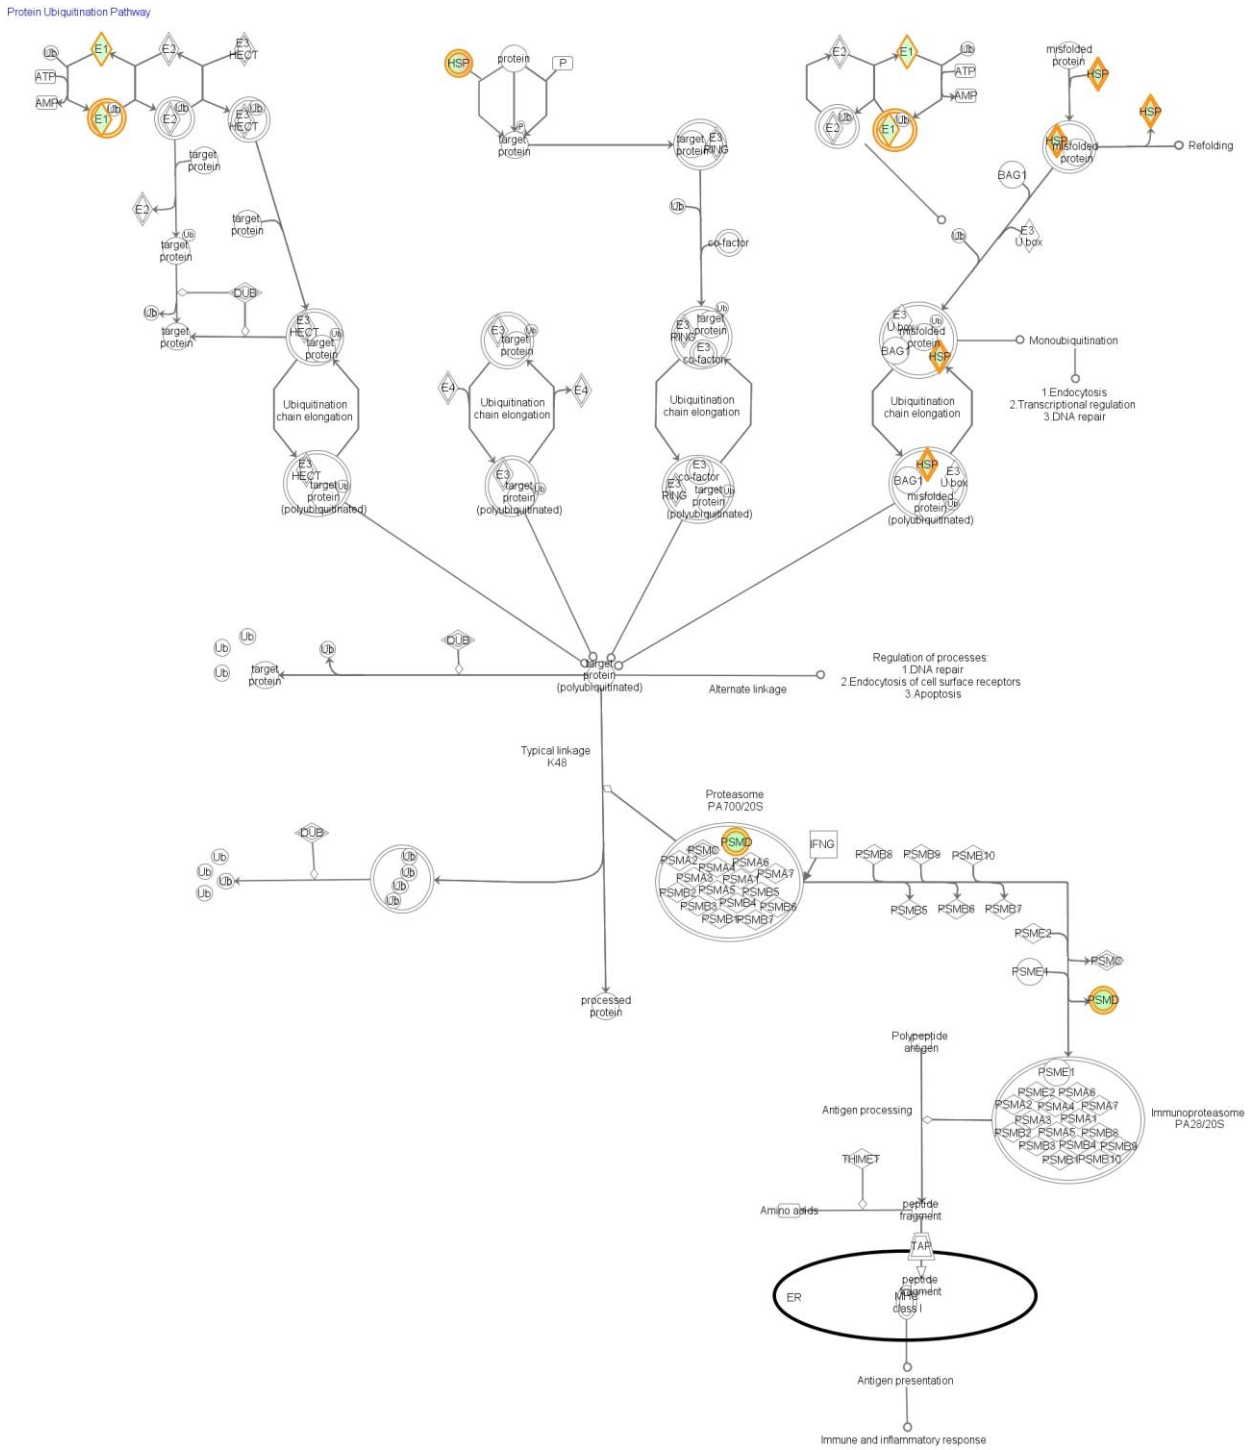 Protein Ubiquitination Pathway
Ub
E1
E2
E3
HECT
ATP
AMP
E1
Ub
E2
Ub
E3
HECT
Ub
target
protein
E2
target
protein
Ub
target
protein
Ub
DUB
target
protein
E3
HECT
Ub
target
protein
Ubiquitination
chain elongation
E3
HECT
target
protein
Ub
(polyubiquitinated)
HSP
protein
P
P
target
protein
target
protein
E3
RING
Ub
co-factor
E3
Ub
target
protein
E4
E4
Ubiquitination
chain elongation
E3
target
protein
Ub
(polyubiquitinated)
Ub
E3
RING
target
protein
E3
co-factor
Ubiquitination
chain elongation
E3
co-factor
E3
RING
target
protein
Ub
(polyubiquitinated)
E2
E1
Ub
ATP
AMP
E2
Ub
E1
Ub
misfolded
protein
HSP
HSP
HSP
misfolded
protein
Refolding
BAG1
Ub
E3
U box
E3
U box
Ub
misfolded
protein
BAG1
HSP
Monoubiquitination
1.Endocytosis
2.Transcriptional regulation
3.DNA repair
Ubiquitination
chain elongation
HSP
BAG1
E3
U box
misfolded
protein
Ub
(polyubiquitinated)
Ub
Ub
Ub
target
protein
Ub
DUB
target
protein
(polyubiquitinated)
Alternate linkage
Regulation of processes:
1.DNA repair
2.Endocytosis of cell surface receptors
3.Apoptosis
Typical linkage
K48
Proteasome
PA700/20S
DUB
Ub
Ub
Ub
Ub
Ub
Ub
Ub
Ub
PSMD
PSMC
PSMA2
PSMA4
PSMA6
PSMA3
PSMA1
PSMA7
PSMB2
PSMA5
PSMB5
PSMB3
PSMB4
PSMB6
PSMB1
PSMB7
IFNG
PSMB8
PSMB9
PSMB10
PSMB5
PSMB6
PSMB7
PSME2
PSMC
PSME1
PSMD
processed
protein
Polypeptide
antigen
Antigen processing
PSME1
PSME2
PSMA6
PSMA2
PSMA4
PSMA7
PSMA3
PSMA1
PSMB2
PSMA5
PSMB8
PSMB3
PSMB4
PSMB9
PSMB1
PSMB10
Immunoproteasome
PA28/20S
THIMET
Amino acids
peptide
fragment
TAP
peptide
fragment
ER
MHC
class I
Antigen presentation
Immune and inflammatory response